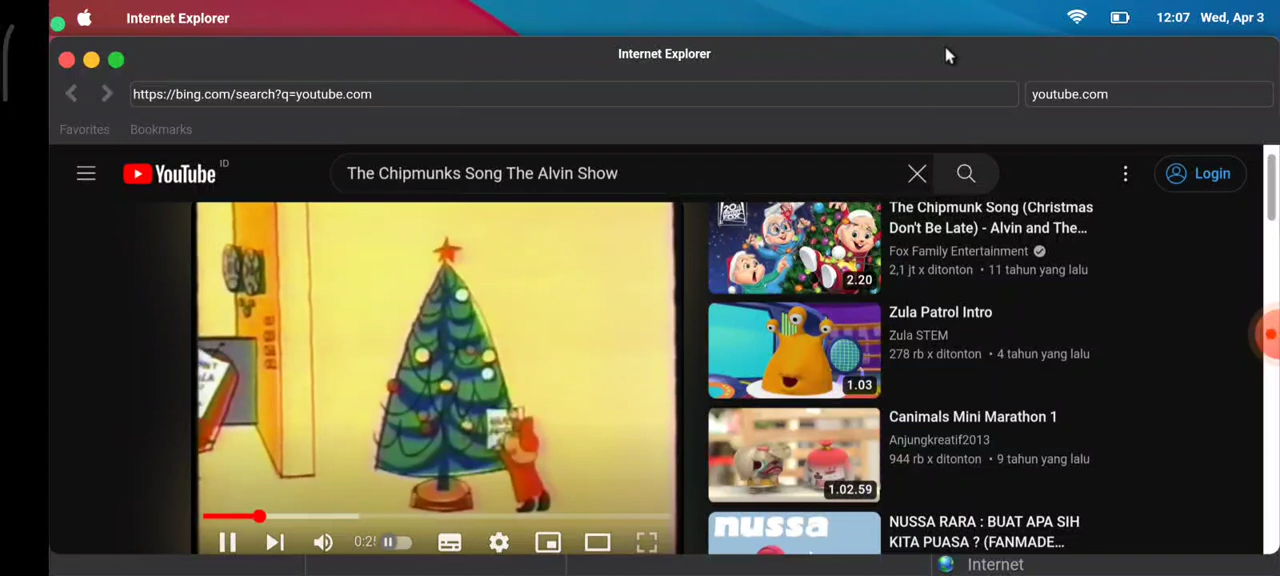 Internet Explorer
12:07 Wed, Apr 3
Internet Explorer
https://bing.com/search?q=youtube.com
youtube.com
Favorites Bookmarks
YouTube ID
The Chipmunks Song The Alvin Show
Login
The Chipmunk Song (Christmas
Don't Be Late) - Alvin and The...
Fox Family Entertainment
2,1 jt x ditonton • 11 tahun yang lalu
2.20
Zula Patrol Intro
Zula STEM
278 rb x ditonton • 4 tahun yang lalu
1.03
Canimals Mini Marathon 1
Anjungkreatif2013
944 rb x ditonton • 9 tahun yang lalu
1.02.59
nussa
NUSSA RARA : BUAT APA SIH
KITA PUASA ? (FANMADE...
Internet